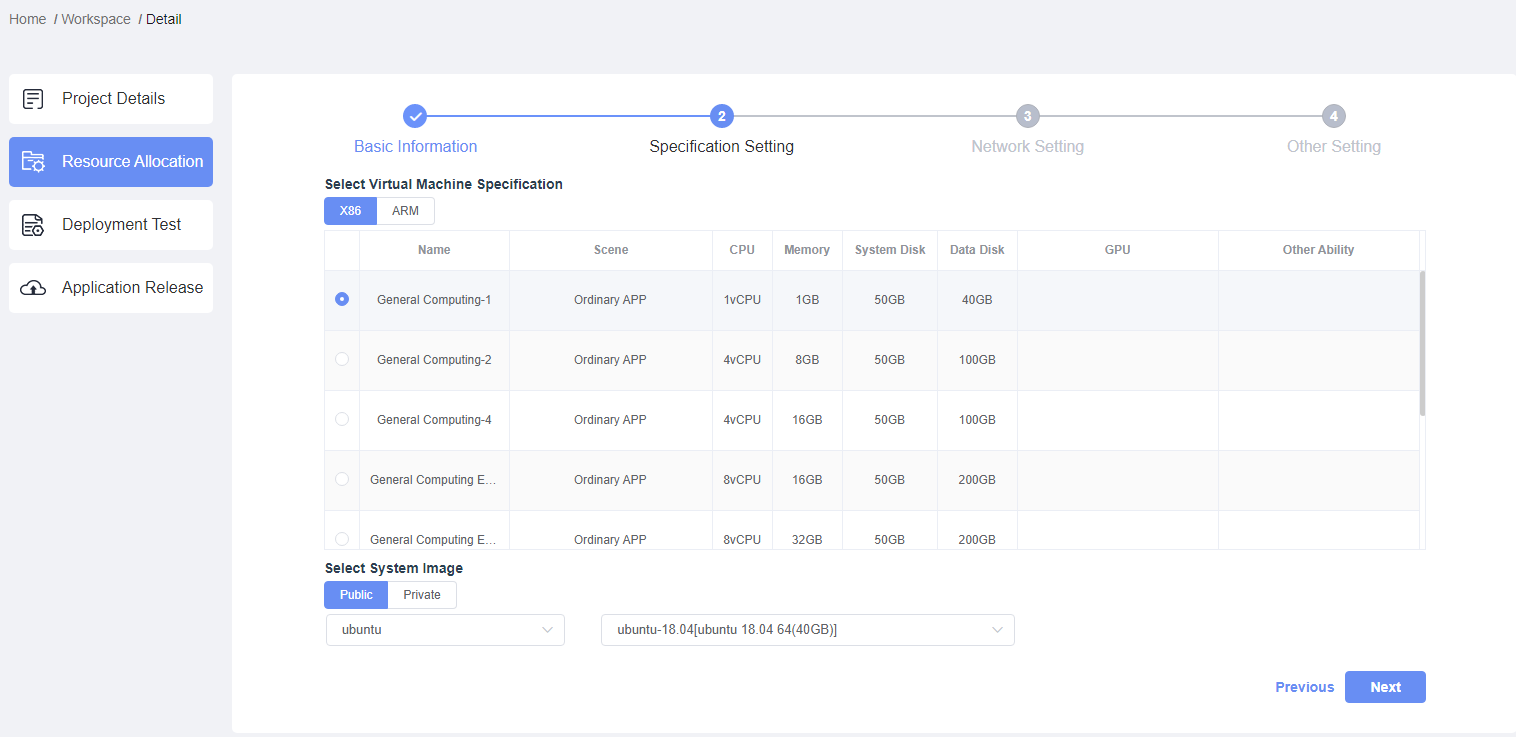 Home / Workspace / Detail
Project Details
Resource Allocation
Deployment Test
Application Release
2 3 4
Basic Information Specification Setting Network Setting Other Setting
Select Virtual Machine Specification
X86 ARM
Name Scene CPU Memory System Disk Data Disk GPU Other Ability
General Computing-1 Ordinary APP 1vCPU 1GB 50GB 40GB
General Computing-2 Ordinary APP 4vCPU 8GB 50GB 100GB
General Computing-4 Ordinary APP 4vCPU 16GB 50GB 100GB
General Computing E... Ordinary APP 8vCPU 16GB 50GB 200GB
General Computing E... Ordinary APP 8vCPU 32GB 50GB 200GB
Select System Image
Public Private
ubuntu ubuntu-18.04[ubuntu 18.04 64(40GB)]
Previous Next